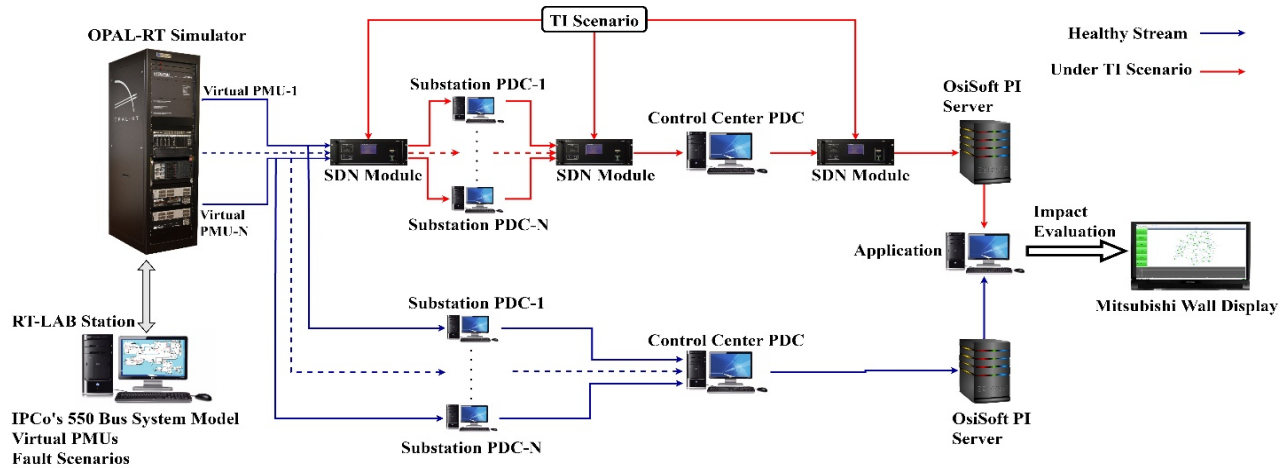 TI Scenario
OPAL-RT Simulator
Healthy Stream
Under TI Scenario
Virtual PMU-1
Substation PDC-1
Control Center PDC
OsiSoft PI
Server
SDN Module
SDN Module
SDN Module
Virtual
PMU-N
Substation PDC-N
Application
Impact
Evaluation
Mitsubishi Wall Display
RT-LAB Station
Substation PDC-1
Control Center PDC
Substation PDC-N
OsiSoft PI
Server
IPCo's 550 Bus System Model
Virtual PMUs
Fault Scenarios